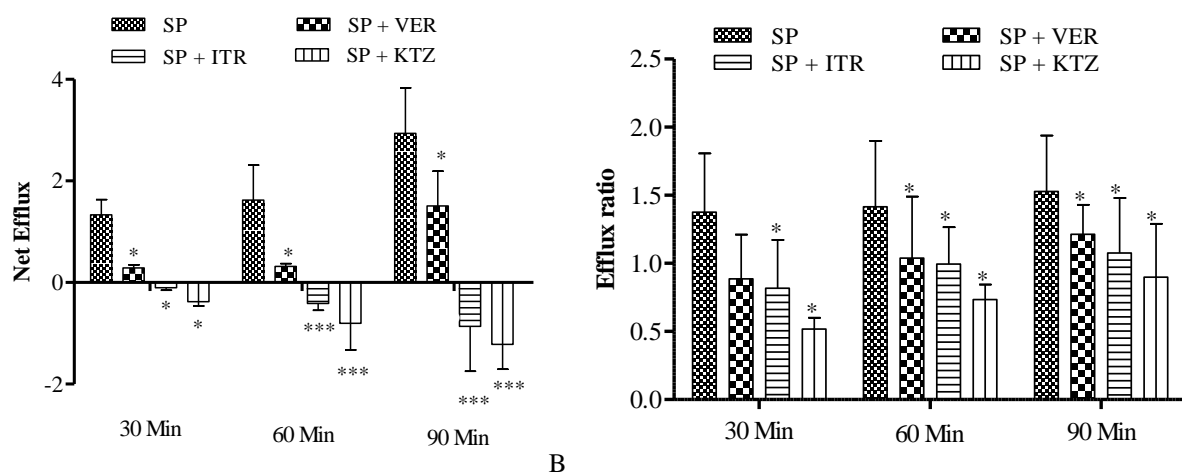 SP
SP + VER
SP + ITR
SP + KTZ
4
2
0
-2
Net Efflux
*
*
*
*
*
***
***
***
***
30 Min
60 Min
90 Min
B
SP
SP + VER
SP + ITR
SP + KTZ
2.5
2.0
1.5
1.0
0.5
0.0
Efflux ratio
*
*
*
*
*
*
*
*
30 Min
60 Min
90 Min